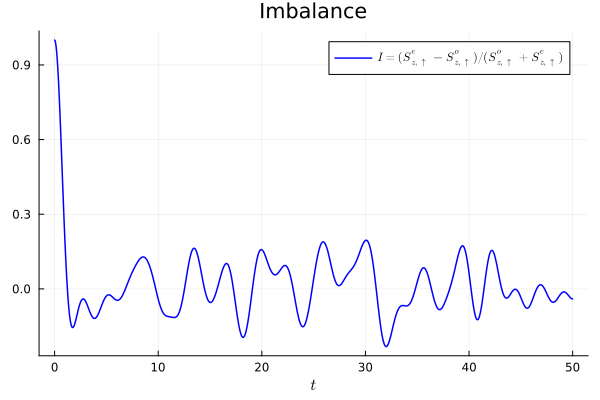 Imbalance
I = (S^e_{z,↑} − S^o_{z,↑})/(S^o_{z,↑} + S^e_{z,↑})
0.9
0.6
0.3
0.0
0 10 20 30 40 50
t